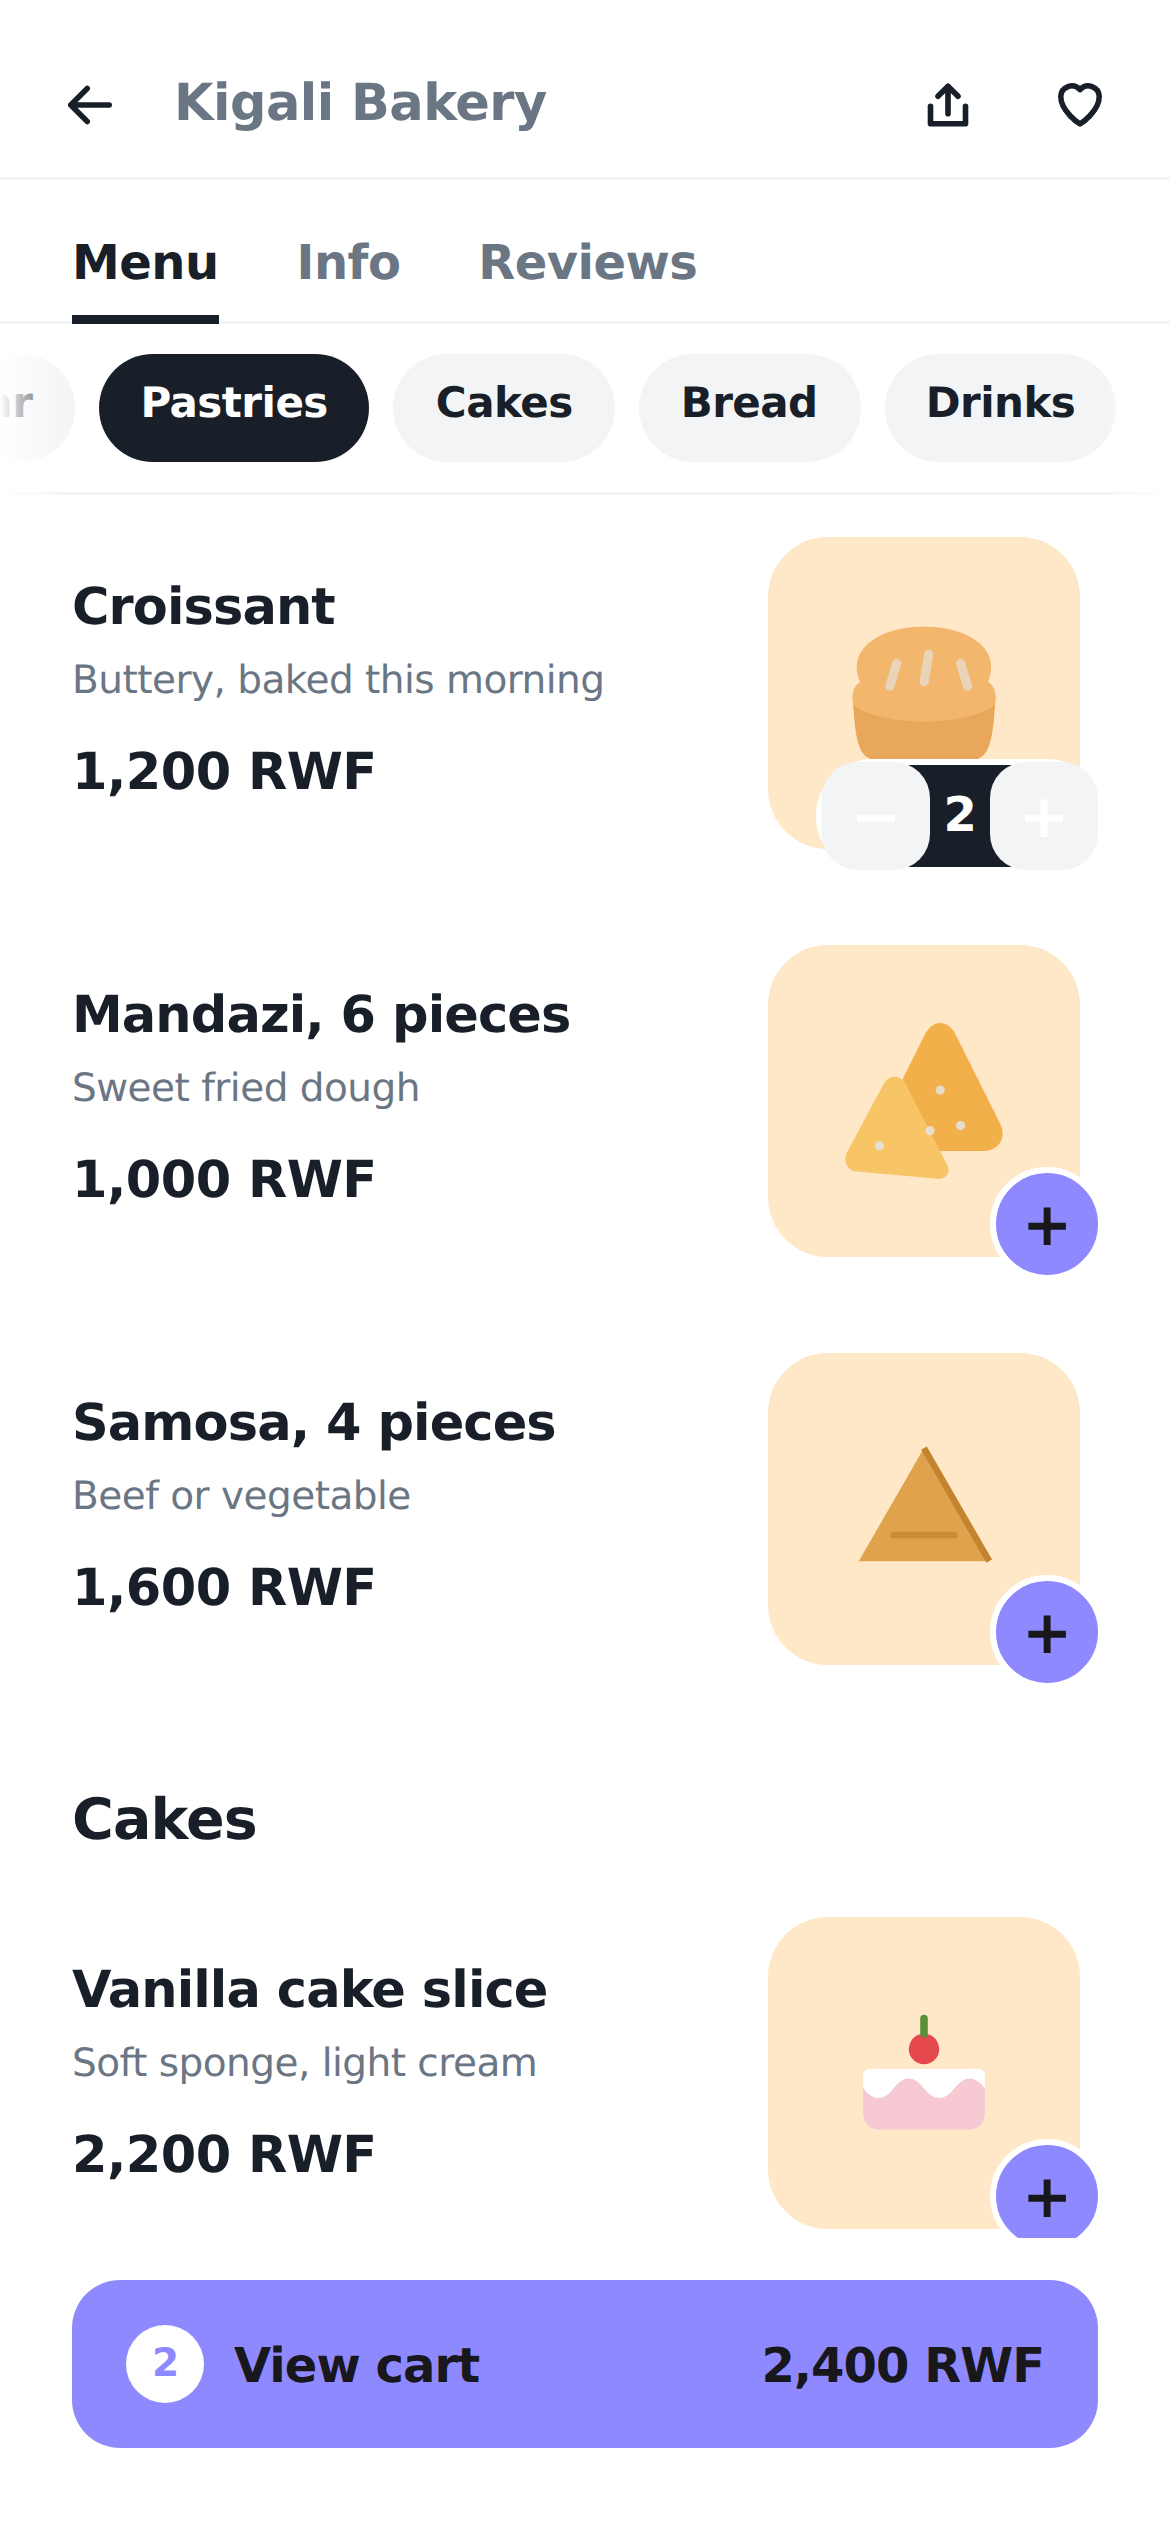 Kigali Bakery
Menu Info Reviews
Pastries Cakes Bread Drinks
Croissant
Buttery, baked this morning
1,200 RWF
− 2 +
Mandazi, 6 pieces
Sweet fried dough
1,000 RWF
+
Samosa, 4 pieces
Beef or vegetable
1,600 RWF
+
Cakes
Vanilla cake slice
Soft sponge, light cream
2,200 RWF
+
2 View cart 2,400 RWF